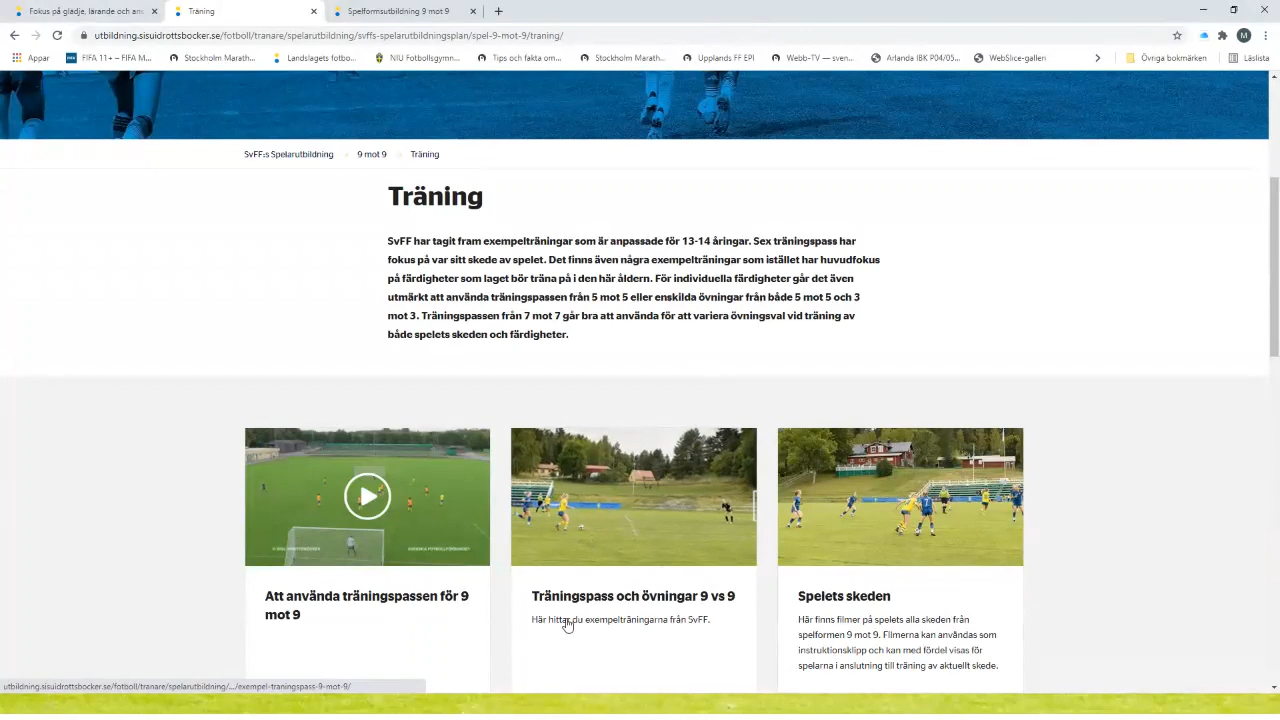 Fokus på glädje, lärande och ans
Träning
Spelformsutbildning 9 mot 9
utbildning.sisuidrottsbocker.se/fotboll/tranare/spelarutbildning/svffs-spelarutbildningsplan/spel-9-mot-9/traning/
M
Appar
FIFA 11+ – FIFA M...
Stockholm Marath...
Landslagets fotbo...
NIU Fotbollsgymn...
Tips och fakta om...
Stockholm Marath...
Upplands FF EPI
Webb-TV — sven...
Arlanda IBK P04/05...
WebSlice-galleri
Övriga bokmärken
Läslista
SvFF:s Spelarutbildning
9 mot 9
Träning
Träning
SvFF har tagit fram exempelträningar som är anpassade för 13-14 åringar. Sex träningspass har
fokus på var sitt skede av spelet. Det finns även några exempelträningar som istället har huvudfokus
på färdigheter som laget bör träna på i den här åldern. För individuella färdigheter går det även
utmärkt att använda träningspassen från 5 mot 5 eller enskilda övningar från både 5 mot 5 och 3
mot 3. Träningspassen från 7 mot 7 går bra att använda för att variera övningsval vid träning av
både spelets skeden och färdigheter.
Att använda träningspassen för 9
mot 9
Träningspass och övningar 9 vs 9
Här hittar du exempelträningarna från SvFF.
Spelets skeden
Här finns filmer på spelets alla skeden från
spelformen 9 mot 9. Filmerna kan användas som
instruktionsklipp och kan med fördel visas för
spelarna i anslutning till träning av aktuellt skede.
utbildning.sisuidrottsbocker.se/fotboll/tranare/spelarutbildning/.../exempel-traningspass-9-mot-9/